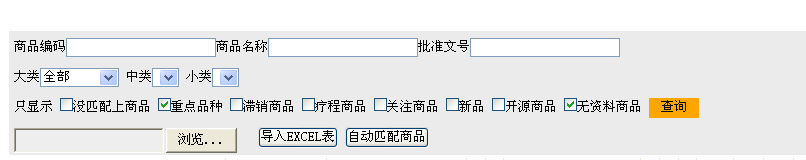 商品编码 商品名称 批准文号
大类 全部 中类 小类
只显示 没匹配上商品 重点品种 滞销商品 疗程商品 关注商品 新品 开源商品 无资料商品 查询
浏览... 导入EXCEL表 自动匹配商品